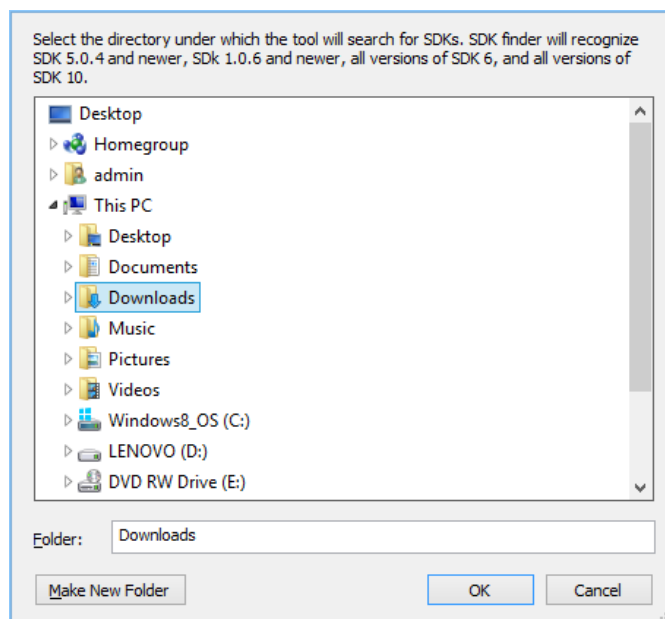 Select the directory under which the tool will search for SDKs. SDK finder will recognize
SDK 5.0.4 and newer, SDk 1.0.6 and newer, all versions of SDK 6, and all versions of
SDK 10.
Desktop
Homegroup
admin
This PC
Desktop
Documents
Downloads
Music
Pictures
Videos
Windows8_OS (C:)
LENOVO (D:)
DVD RW Drive (E:)
Folder: Downloads
Make New Folder OK Cancel